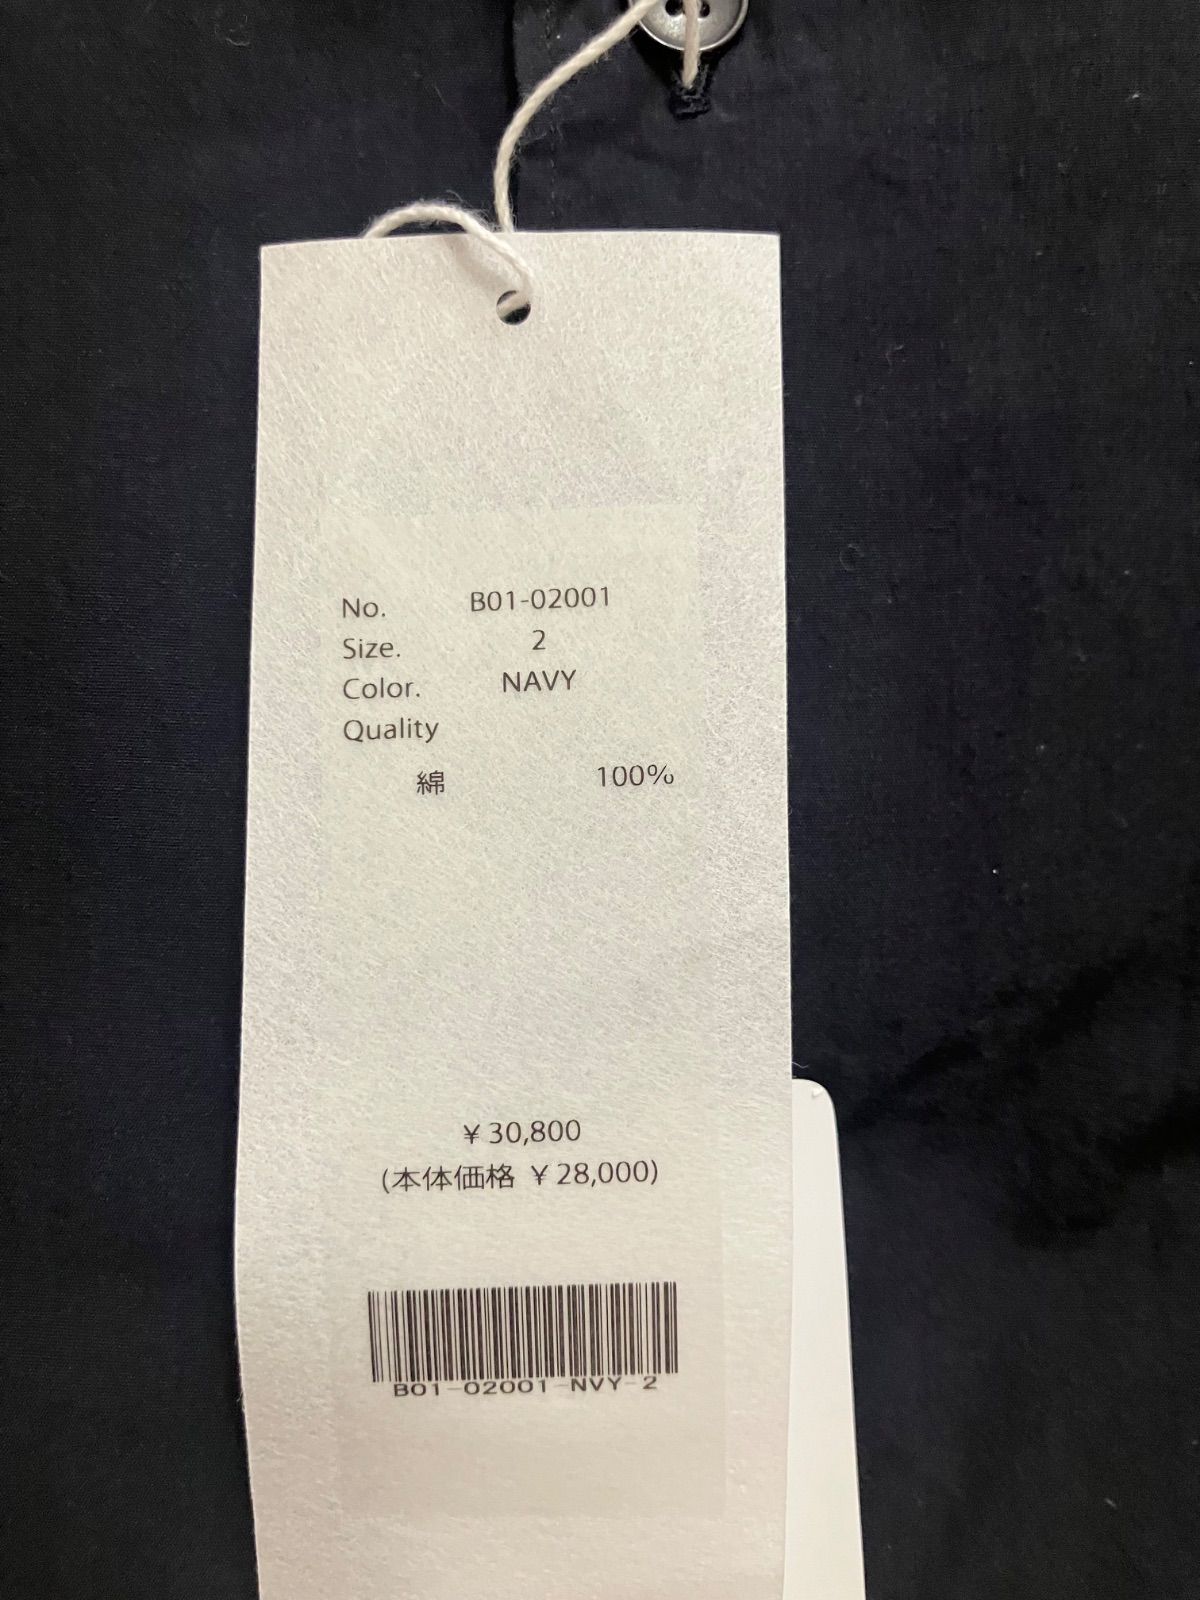 No. B01-02001
Size. 2
Color. NAVY
Quality
綿 100%
¥30,800
(本体価格 ¥28,000)
B01-02001-NVY-2